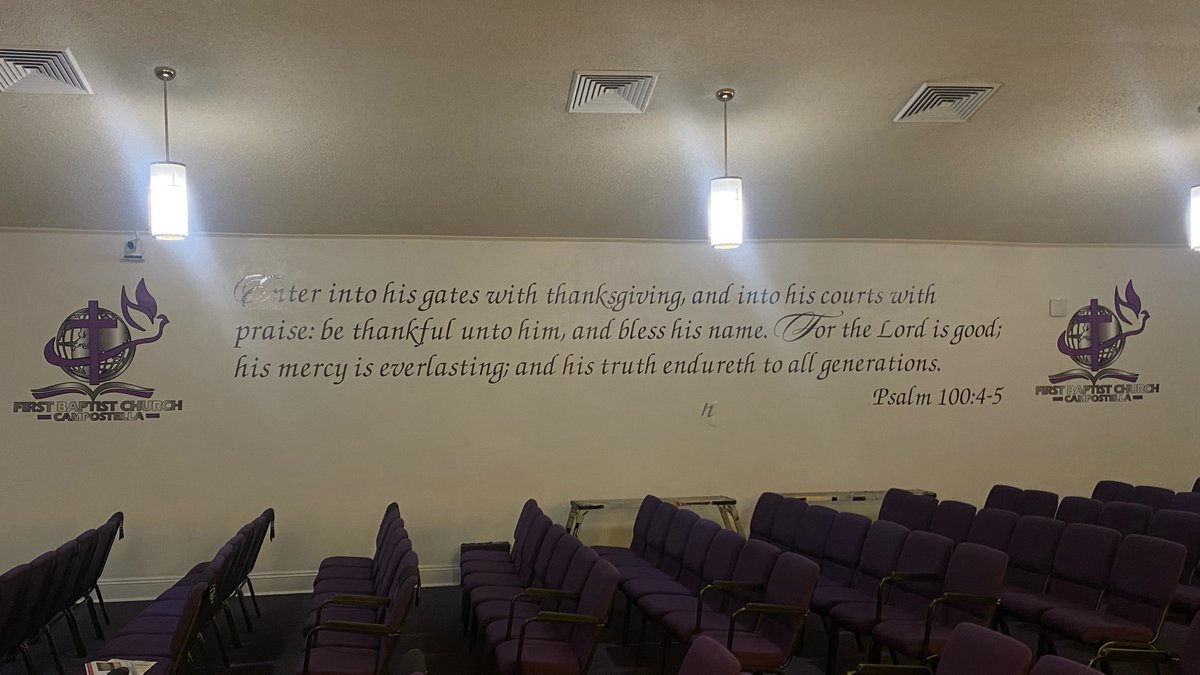 Enter into his gates with thanksgiving, and into his courts with
praise: be thankful unto him, and bless his name. For the Lord is good;
his mercy is everlasting; and his truth endureth to all generations.
Psalm 100:4-5
n
FIRST BAPTIST CHURCH
CAMPOSTELLA
FIRST BAPTIST CHURCH
CAMPOSTELLA